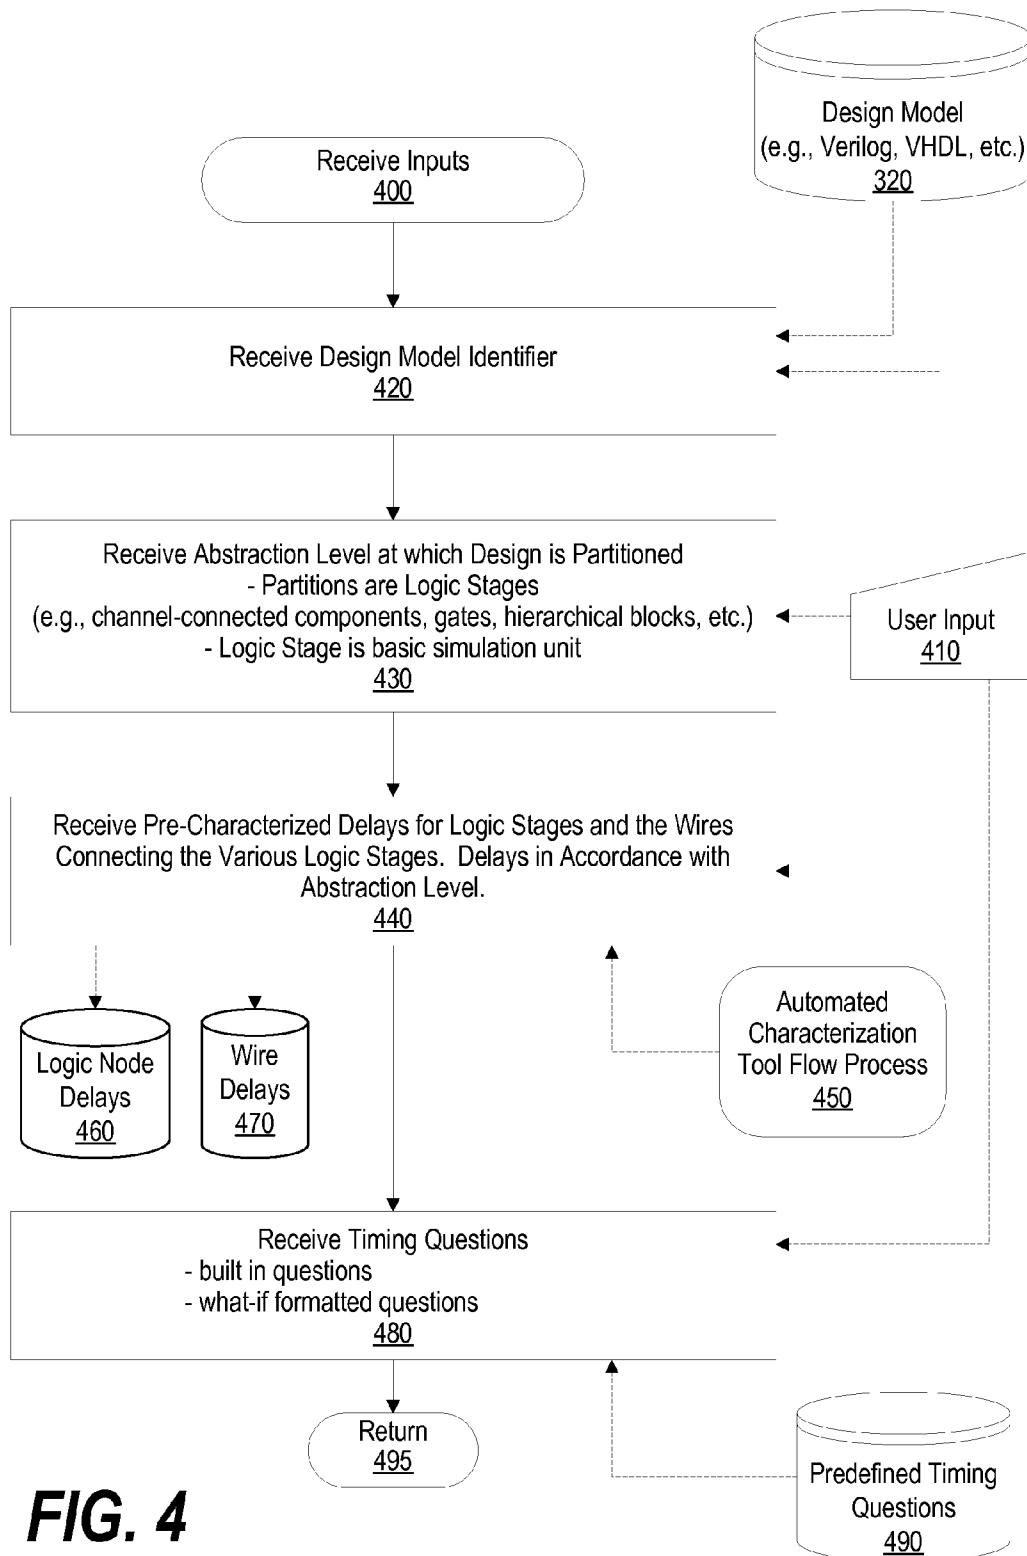 Design Model
(e.g., Verilog, VHDL, etc.)
320
Receive Inputs
400
Receive Design Model Identifier
420
Receive Abstraction Level at which Design is Partitioned
- Partitions are Logic Stages
(e.g., channel-connected components, gates, hierarchical blocks, etc.)
- Logic Stage is basic simulation unit
430
User Input
410
Receive Pre-Characterized Delays for Logic Stages and the Wires
Connecting the Various Logic Stages. Delays in Accordance with
Abstraction Level.
440
Automated
Characterization
Tool Flow Process
450
Logic Node
Delays
460
Wire
Delays
470
Receive Timing Questions
- built in questions
- what-if formatted questions
480
Return
495
Predefined Timing
Questions
490
FIG. 4